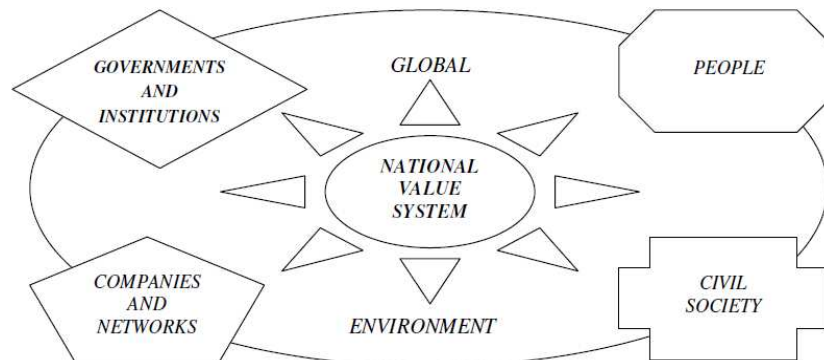 GOVERNMENTS
AND
INSTITUTIONS
GLOBAL
PEOPLE
NATIONAL
VALUE
SYSTEM
COMPANIES
AND
NETWORKS
ENVIRONMENT
CIVIL
SOCIETY